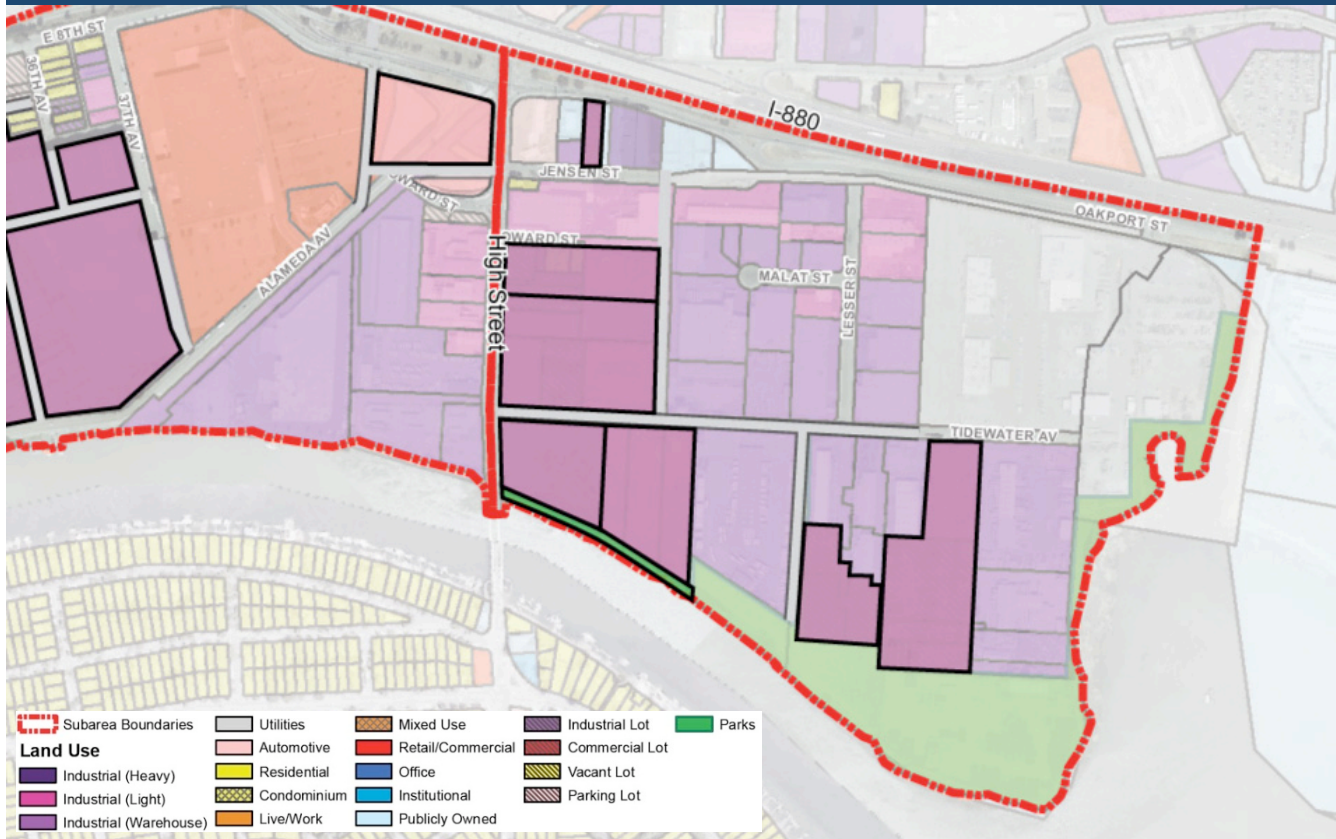 E 8TH ST
36TH AV
37TH AV
I-880
JENSEN ST
OAKPORT ST
HOWARD ST
ALAMEDA AV
High Street
MALAT ST
LESSER ST
TIDEWATER AV
Subarea Boundaries
Land Use
Industrial (Heavy)
Industrial (Light)
Industrial (Warehouse)
Utilities
Automotive
Residential
Condominium
Live/Work
Mixed Use
Retail/Commercial
Office
Institutional
Publicly Owned
Industrial Lot
Commercial Lot
Vacant Lot
Parking Lot
Parks